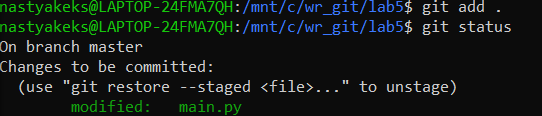 nastyakeks@LAPTOP-24FMA7QH:/mnt/c/wr_git/lab5$ git add .
nastyakeks@LAPTOP-24FMA7QH:/mnt/c/wr_git/lab5$ git status
On branch master
Changes to be committed:
  (use "git restore --staged <file>..." to unstage)
        modified:   main.py